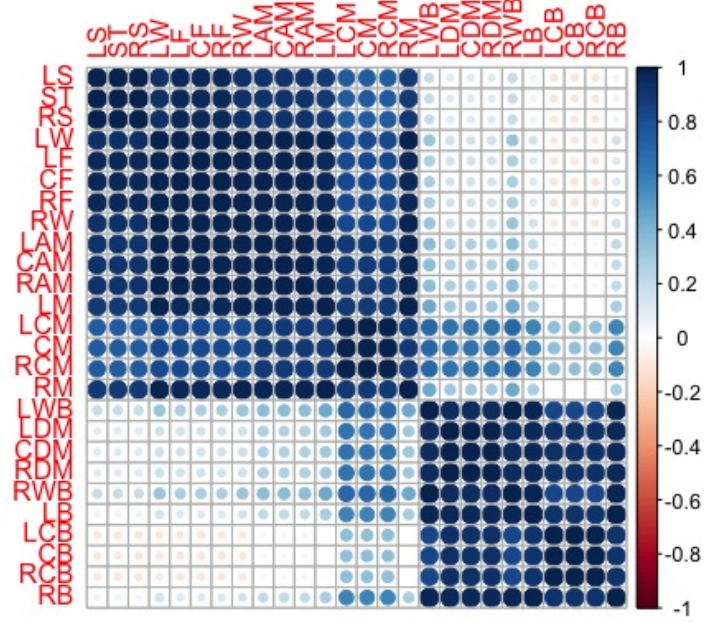 LS ST RS LW LF CF RF RW LAM CAM RAM LM LCM CM RCM RM LWB LDM CDM RDM RWB LB LCB CB RCB RB
LS
ST
RS
LW
LF
CF
RF
RW
LAM
CAM
RAM
LM
LCM
CM
RCM
RM
LWB
LDM
CDM
RDM
RWB
LB
LCB
CB
RCB
RB
1
0.8
0.6
0.4
0.2
0
-0.2
-0.4
-0.6
-0.8
-1